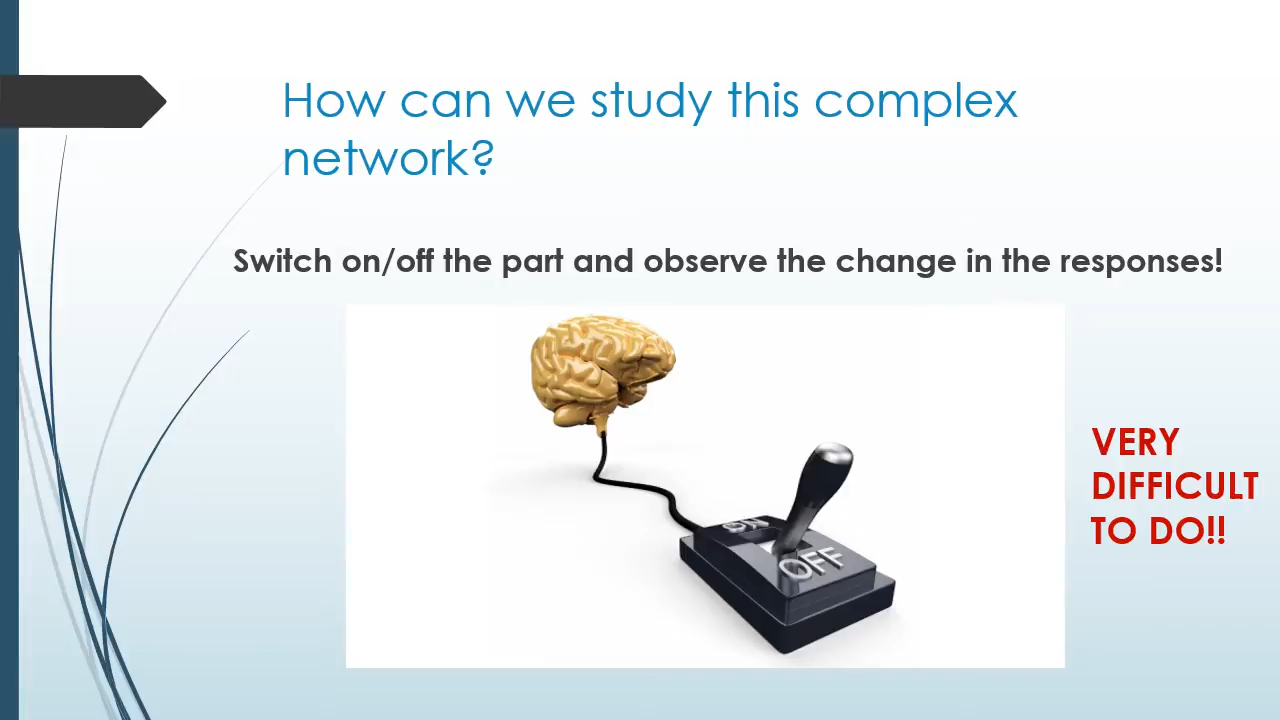 How can we study this complex
network?
Switch on/off the part and observe the change in the responses!
ON
OFF
VERY
DIFFICULT
TO DO!!